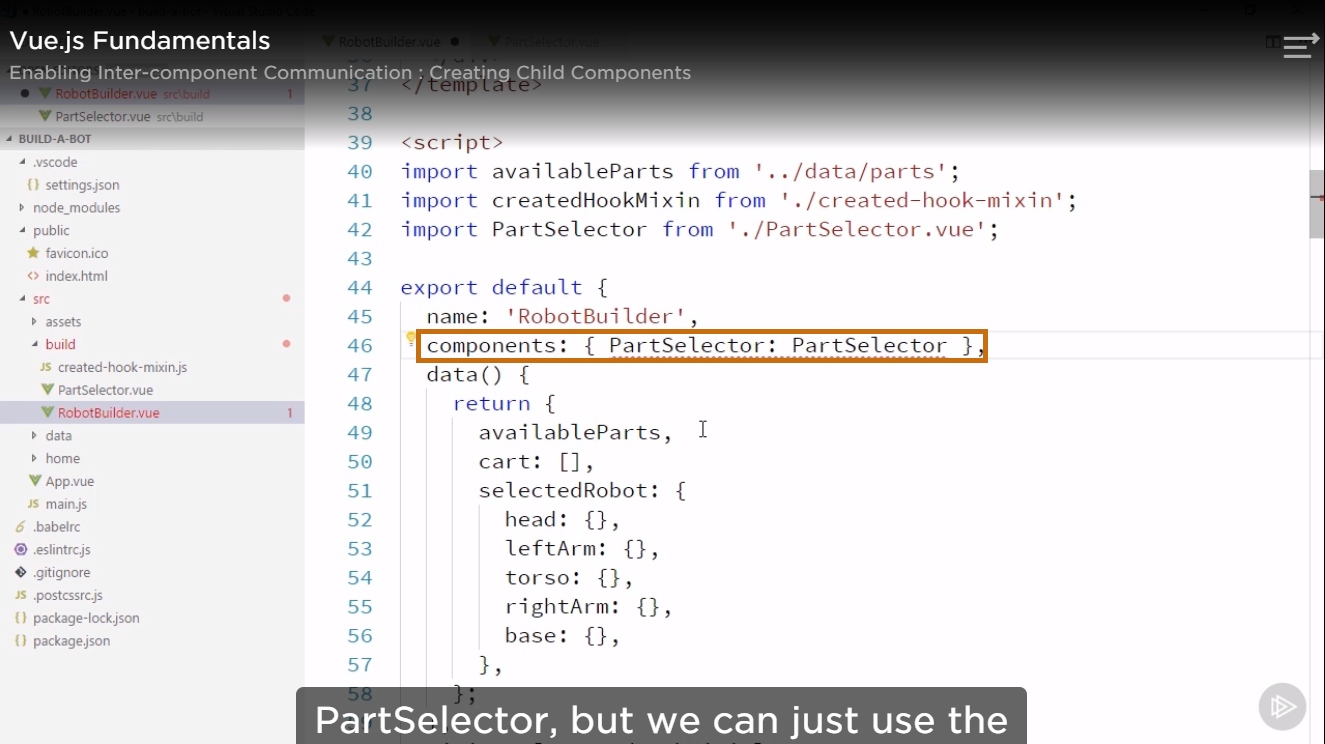 Vue.js Fundamentals
Enabling Inter-component Communication : Creating Child Components
RobotBuilder.vue
PartSelector.vue
RobotBuilder.vue src\build 1
PartSelector.vue src\build
BUILD-A-BOT
.vscode
{} settings.json
node_modules
public
favicon.ico
<> index.html
src
assets
build
JS created-hook-mixin.js
PartSelector.vue
RobotBuilder.vue 1
data
home
App.vue
JS main.js
.babelrc
.eslintrc.js
.gitignore
JS .postcssrc.js
{} package-lock.json
{} package.json
37 </template>
38
39 <script>
40 import availableParts from '../data/parts';
41 import createdHookMixin from './created-hook-mixin';
42 import PartSelector from './PartSelector.vue';
43
44 export default {
45 name: 'RobotBuilder',
46 components: { PartSelector: PartSelector },
47 data() {
48 return {
49 availableParts,
50 cart: [],
51 selectedRobot: {
52 head: {},
53 leftArm: {},
54 torso: {},
55 rightArm: {},
56 base: {},
57 },
58 };
PartSelector, but we can just use the